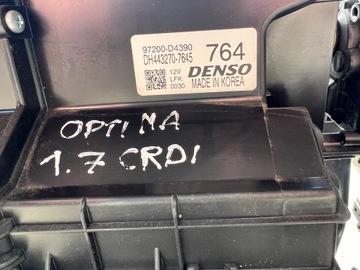 97200-D4390 764
DH443270-7645
12V
LFK
0030
DENSO
MADE IN KOREA
OPTIMA
1.7 CRDI